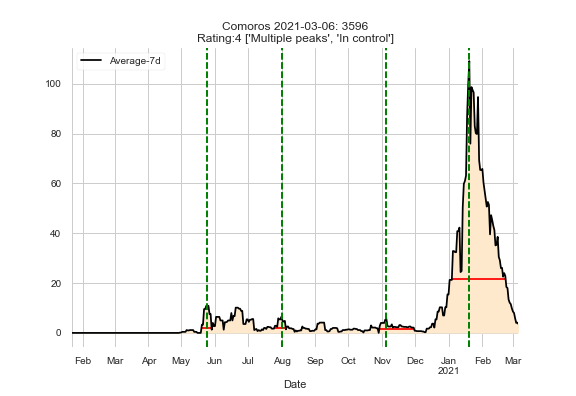 Comoros 2021-03-06: 3596
Rating:4 ['Multiple peaks', 'In control']
Average-7d
100
80
60
40
20
0
Feb Mar Apr May Jun Jul Aug Sep Oct Nov Dec Jan Feb Mar
2021
Date